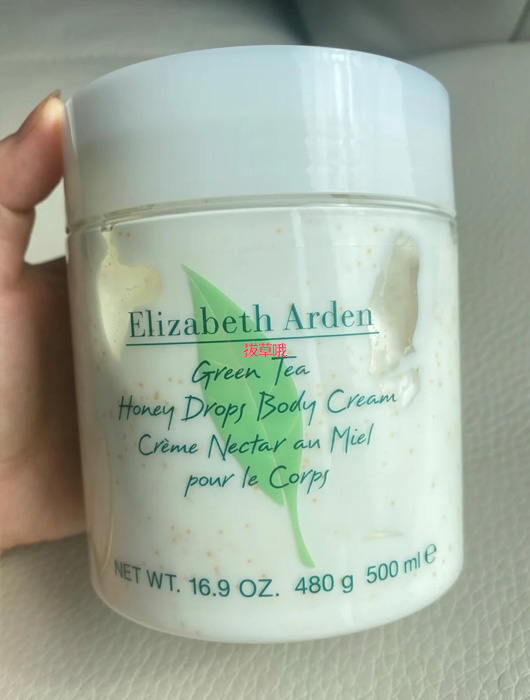 Elizabeth Arden
拔草哦
Green Tea
Honey Drops Body Cream
Crème Nectar au Miel
pour le Corps
NET WT. 16.9 OZ. 480 g 500 ml e